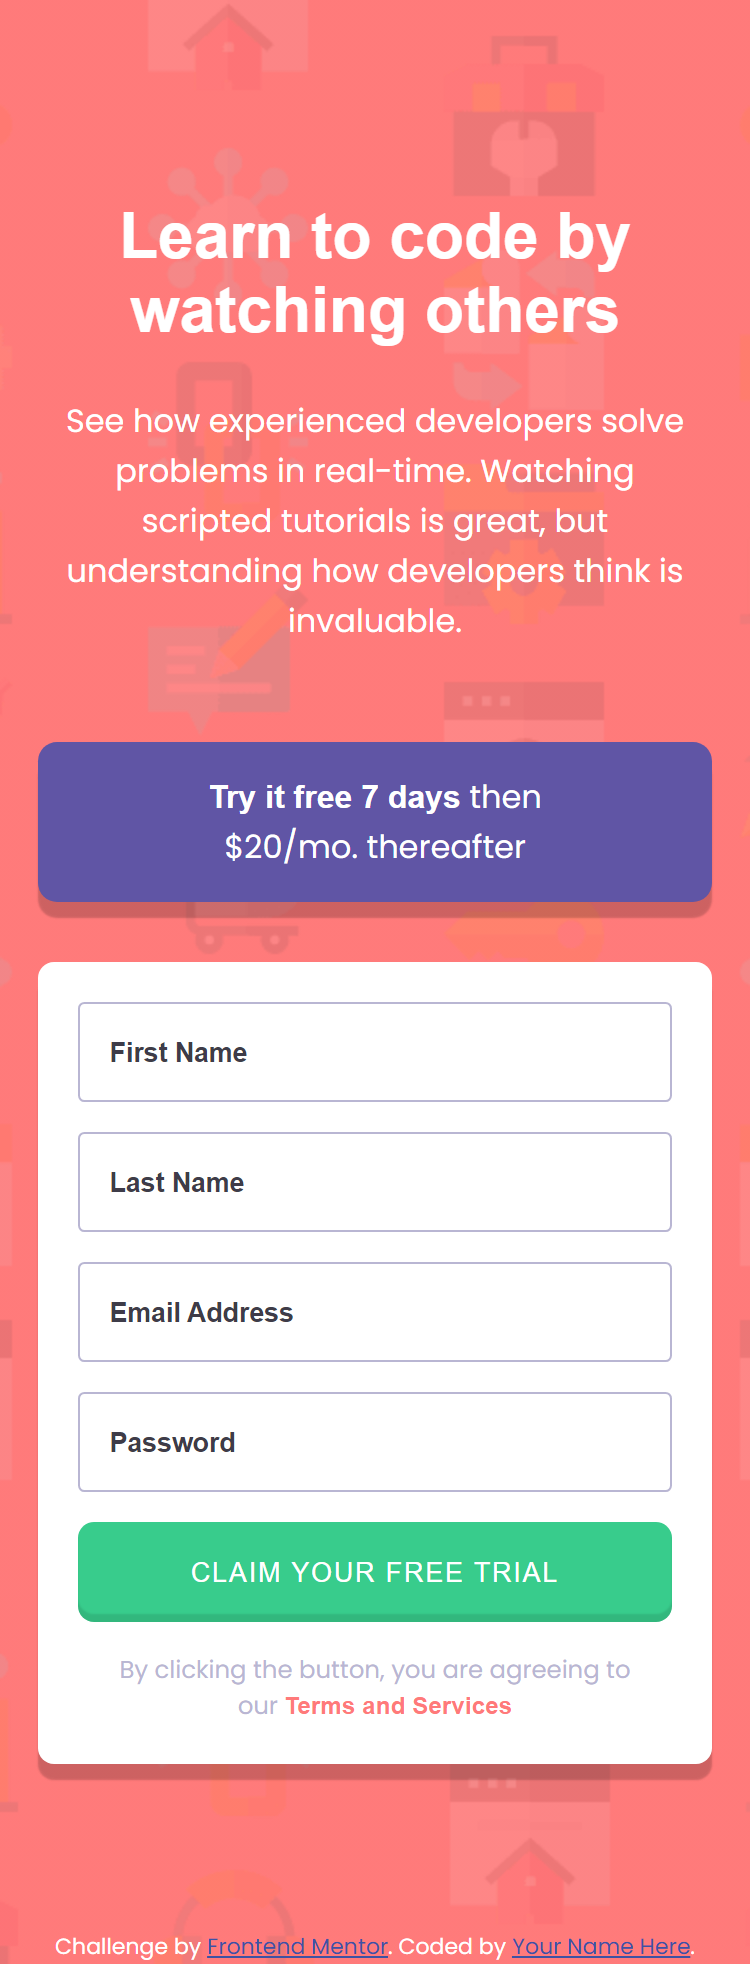 Learn to code by
watching others
See how experienced developers solve
problems in real-time. Watching
scripted tutorials is great, but
understanding how developers think is
invaluable.
Try it free 7 days then
$20/mo. thereafter
First Name
Last Name
Email Address
Password
CLAIM YOUR FREE TRIAL
By clicking the button, you are agreeing to
our Terms and Services
Challenge by Frontend Mentor. Coded by Your Name Here.